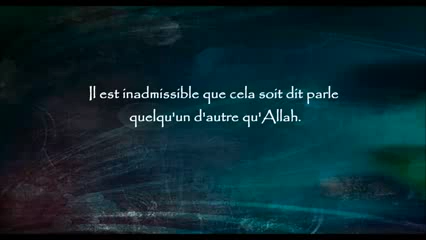 Il est inadmissible que cela soit dit parle
quelqu'un d'autre qu'Allah.